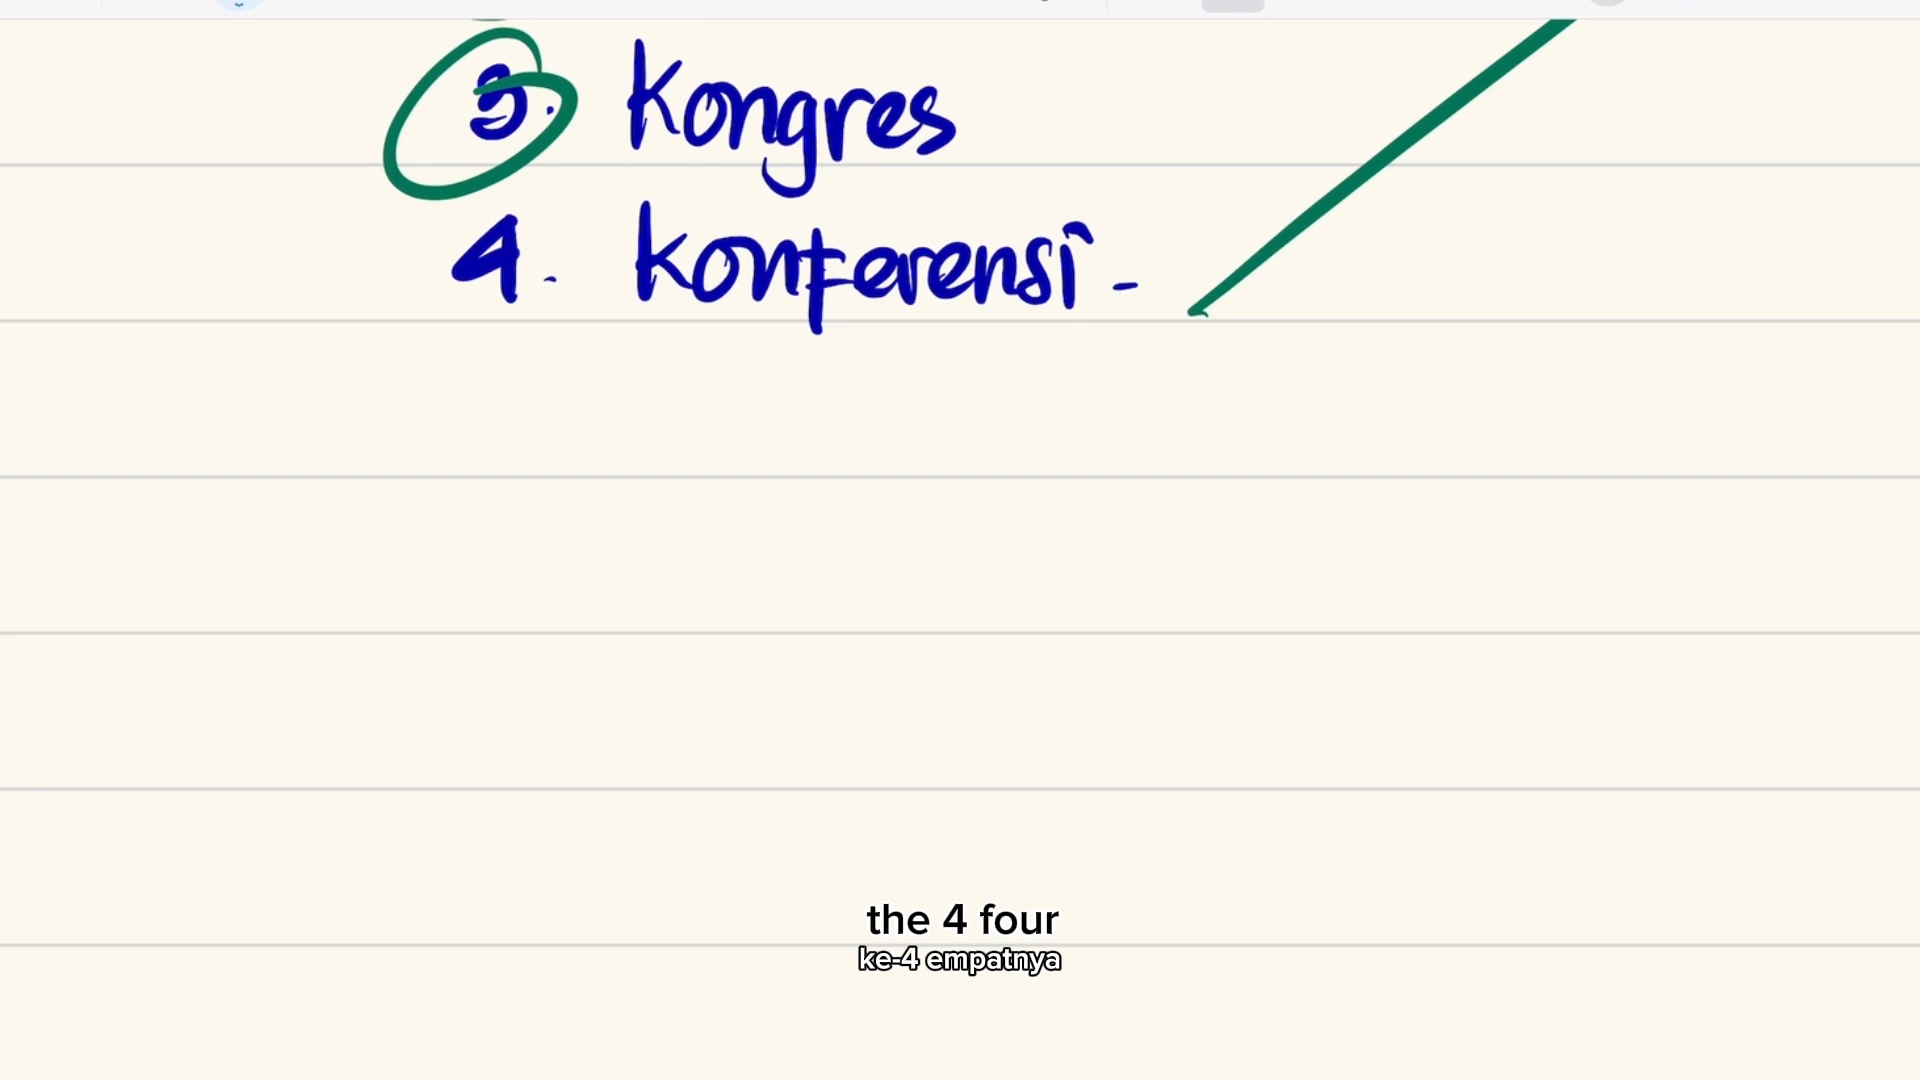 3. Kongres
4. Konferensi -
the 4 four
ke-4 empatnya